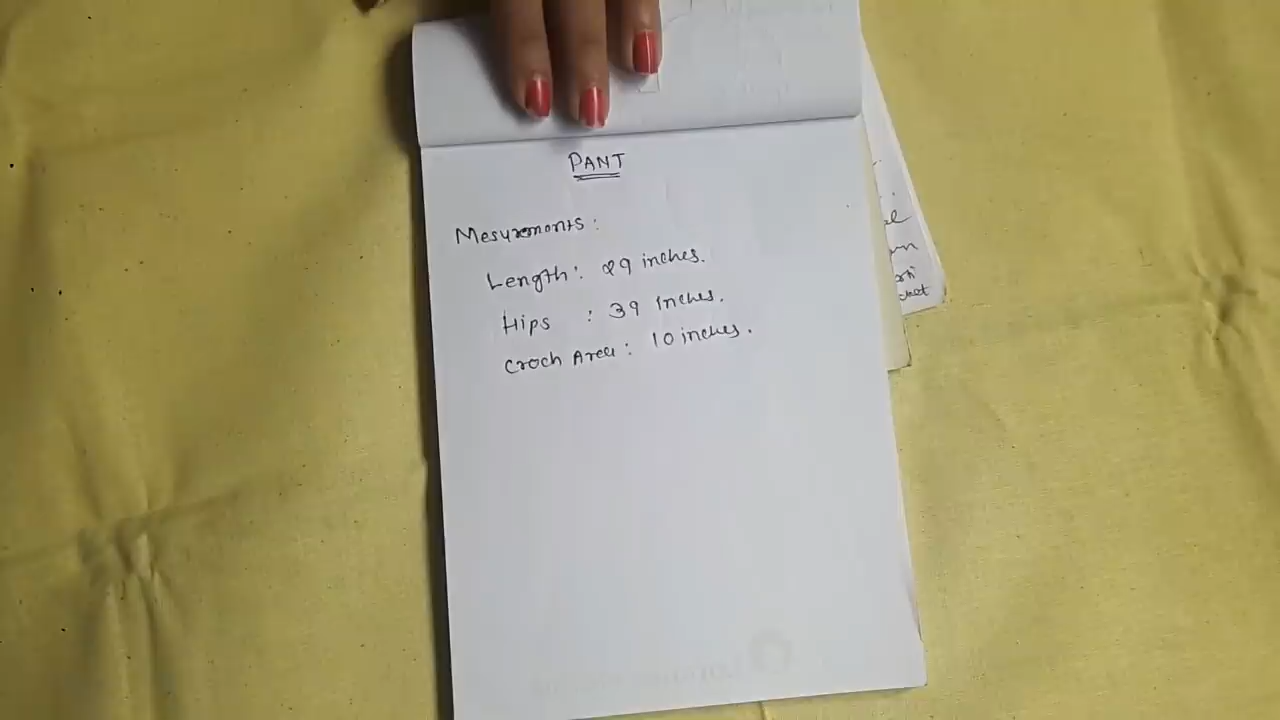 PANT
Mesurements:
Length: 29 inches.
Hips : 39 Inches.
Croch Area: 10 inches.